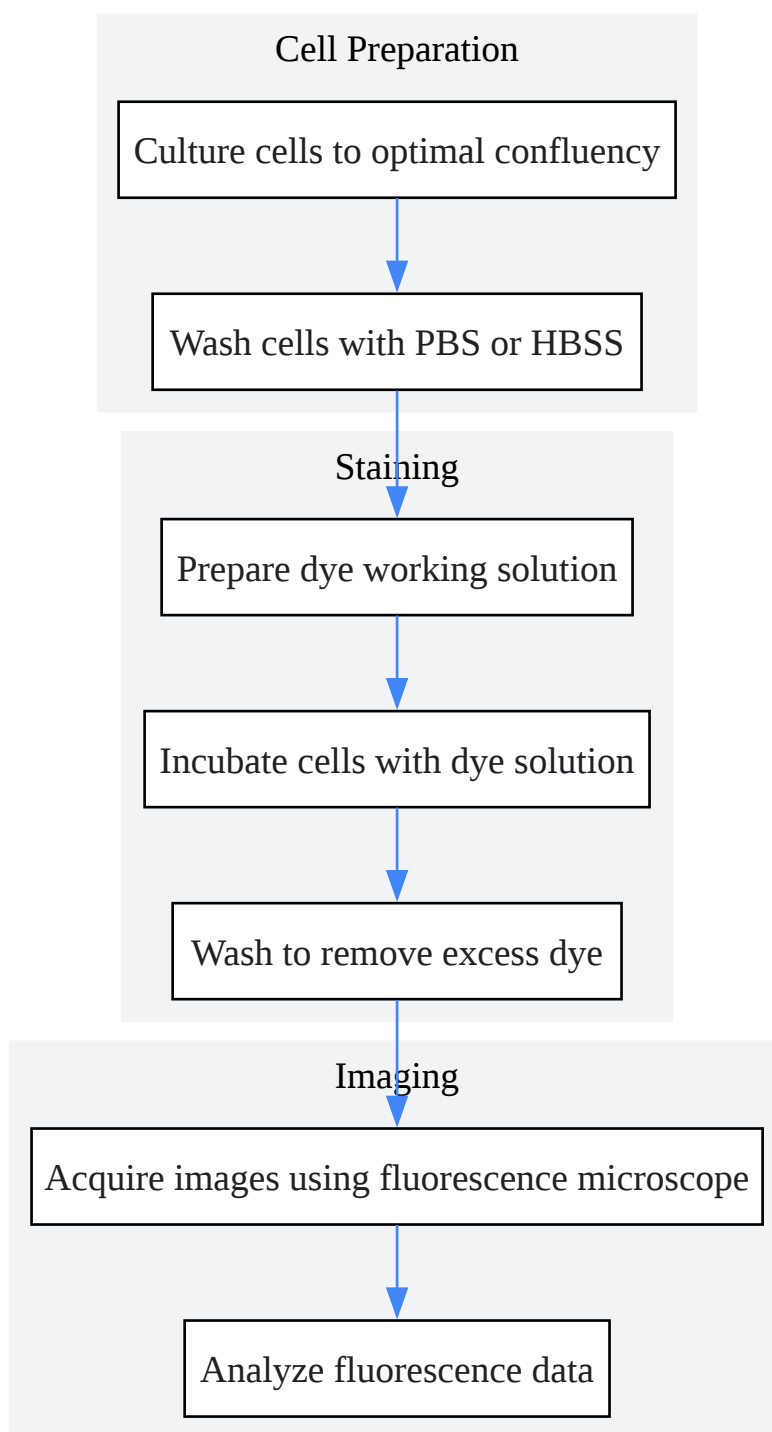 Cell Preparation
Culture cells to optimal confluency
Wash cells with PBS or HBSS
Staining
Prepare dye working solution
Incubate cells with dye solution
Wash to remove excess dye
Imaging
Acquire images using fluorescence microscope
Analyze fluorescence data